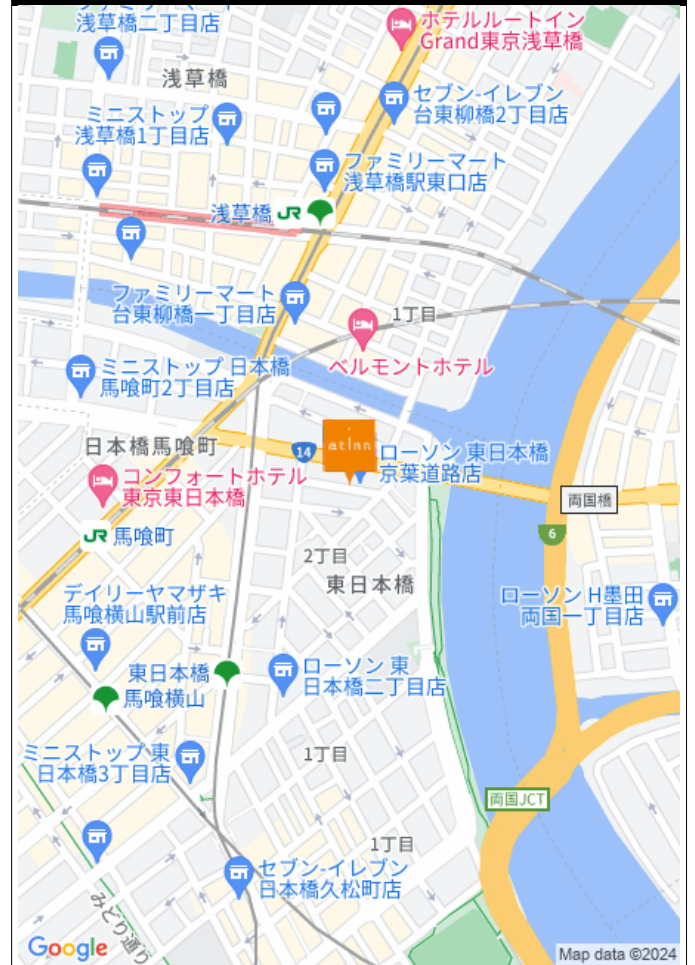 ファミリーマート
浅草橋二丁目店
ホテルルートイン
Grand東京浅草橋
浅草橋
ミニストップ
浅草橋1丁目店
セブン-イレブン
台東柳橋2丁目店
ファミリーマート
浅草橋駅東口店
浅草橋 JR
ファミリーマート
台東柳橋一丁目店
1丁目
ベルモントホテル
ミニストップ 日本橋
馬喰町2丁目店
日本橋馬喰町
14
at inn
ローソン 東日本橋
京葉道路店
コンフォートホテル
東京東日本橋
両国橋
6
JR 馬喰町
2丁目
東日本橋
デイリーヤマザキ
馬喰横山駅前店
ローソン H墨田
両国一丁目店
東日本橋
馬喰横山
ローソン 東
日本橋二丁目店
ミニストップ 東
日本橋3丁目店
1丁目
両国JCT
1丁目
セブン-イレブン
日本橋久松町店
みどり通り
Google
Map data ©2024